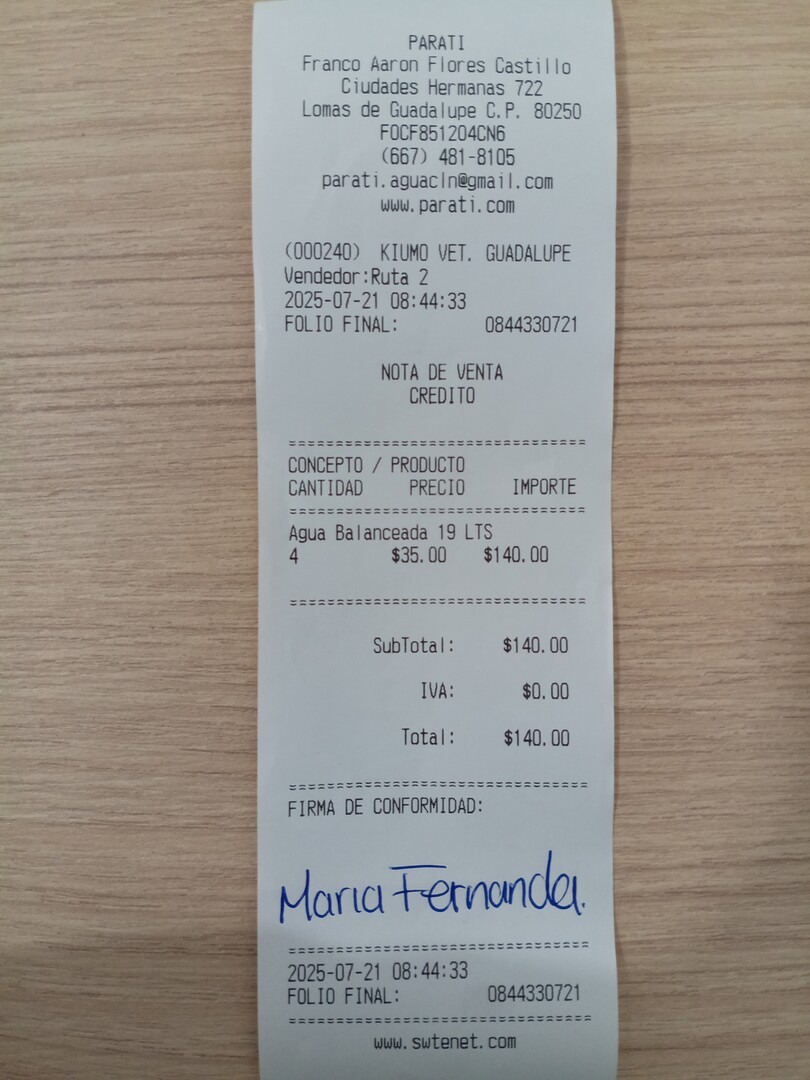 PARATI
Franco Aaron Flores Castillo
Ciudades Hermanas 722
Lomas de Guadalupe C.P. 80250
FOCF851204CN6
(667) 481-8105
parati.aguacln@gmail.com
www.parati.com
(000240) KIUMO VET. GUADALUPE
Vendedor:Ruta 2
2025-07-21 08:44:33
FOLIO FINAL: 0844330721
NOTA DE VENTA
CREDITO
================================
CONCEPTO / PRODUCTO
CANTIDAD PRECIO IMPORTE
================================
Agua Balanceada 19 LTS
4 $35.00 $140.00
================================
SubTotal: $140.00
IVA: $0.00
Total: $140.00
================================
FIRMA DE CONFORMIDAD:
Maria Fernanda.
================================
2025-07-21 08:44:33
FOLIO FINAL: 0844330721
================================
www.swtenet.com